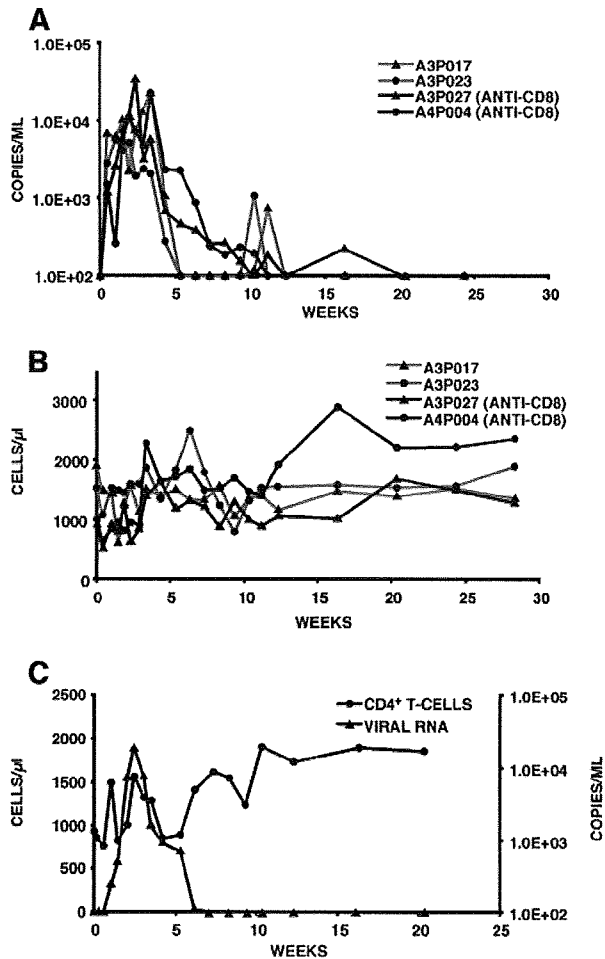 A
1.0E+05
1.0E+04
1.0E+03
1.0E+02
COPIES/ML
A3P017
A3P023
A3P027 (ANTI-CD8)
A4P004 (ANTI-CD8)
0 5 10 15 20 25 30
WEEKS
B
3000
2000
1000
0
CELLS/µl
A3P017
A3P023
A3P027 (ANTI-CD8)
A4P004 (ANTI-CD8)
0 5 10 15 20 25 30
WEEKS
C
2500
2000
1500
1000
500
0
CELLS/µl
CD4+ T-CELLS
VIRAL RNA
1.0E+05
1.0E+04
1.0E+03
1.0E+02
COPIES/ML
0 5 10 15 20 25
WEEKS